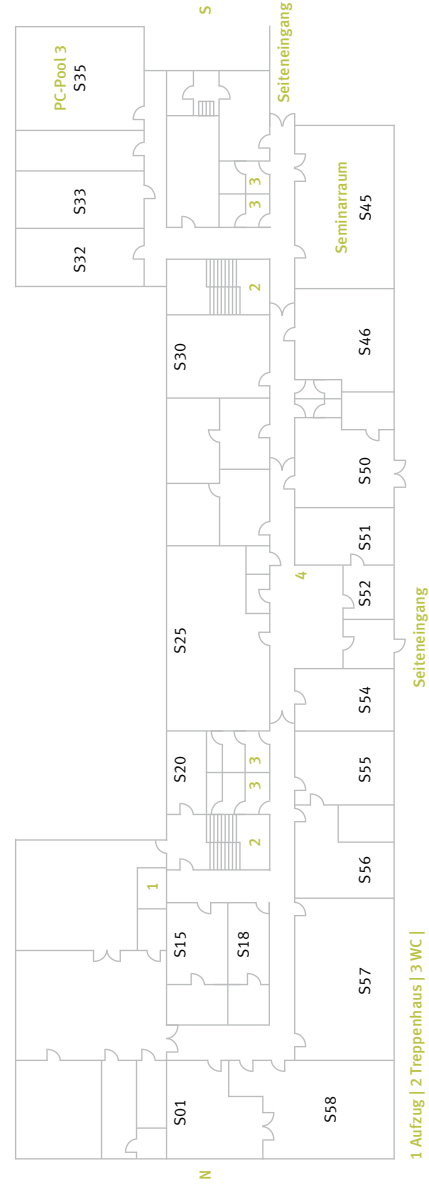 S
Seiteneingang
PC-Pool 3
S35
S33
S32
3
3
2
Seminarraum
S45
S30
S46
S50
S51
S52
4
S25
Seiteneingang
S54
S20
3
3
S55
2
S56
1
S15
S18
S57
S01
S58
N
1 Aufzug | 2 Treppenhaus | 3 WC |